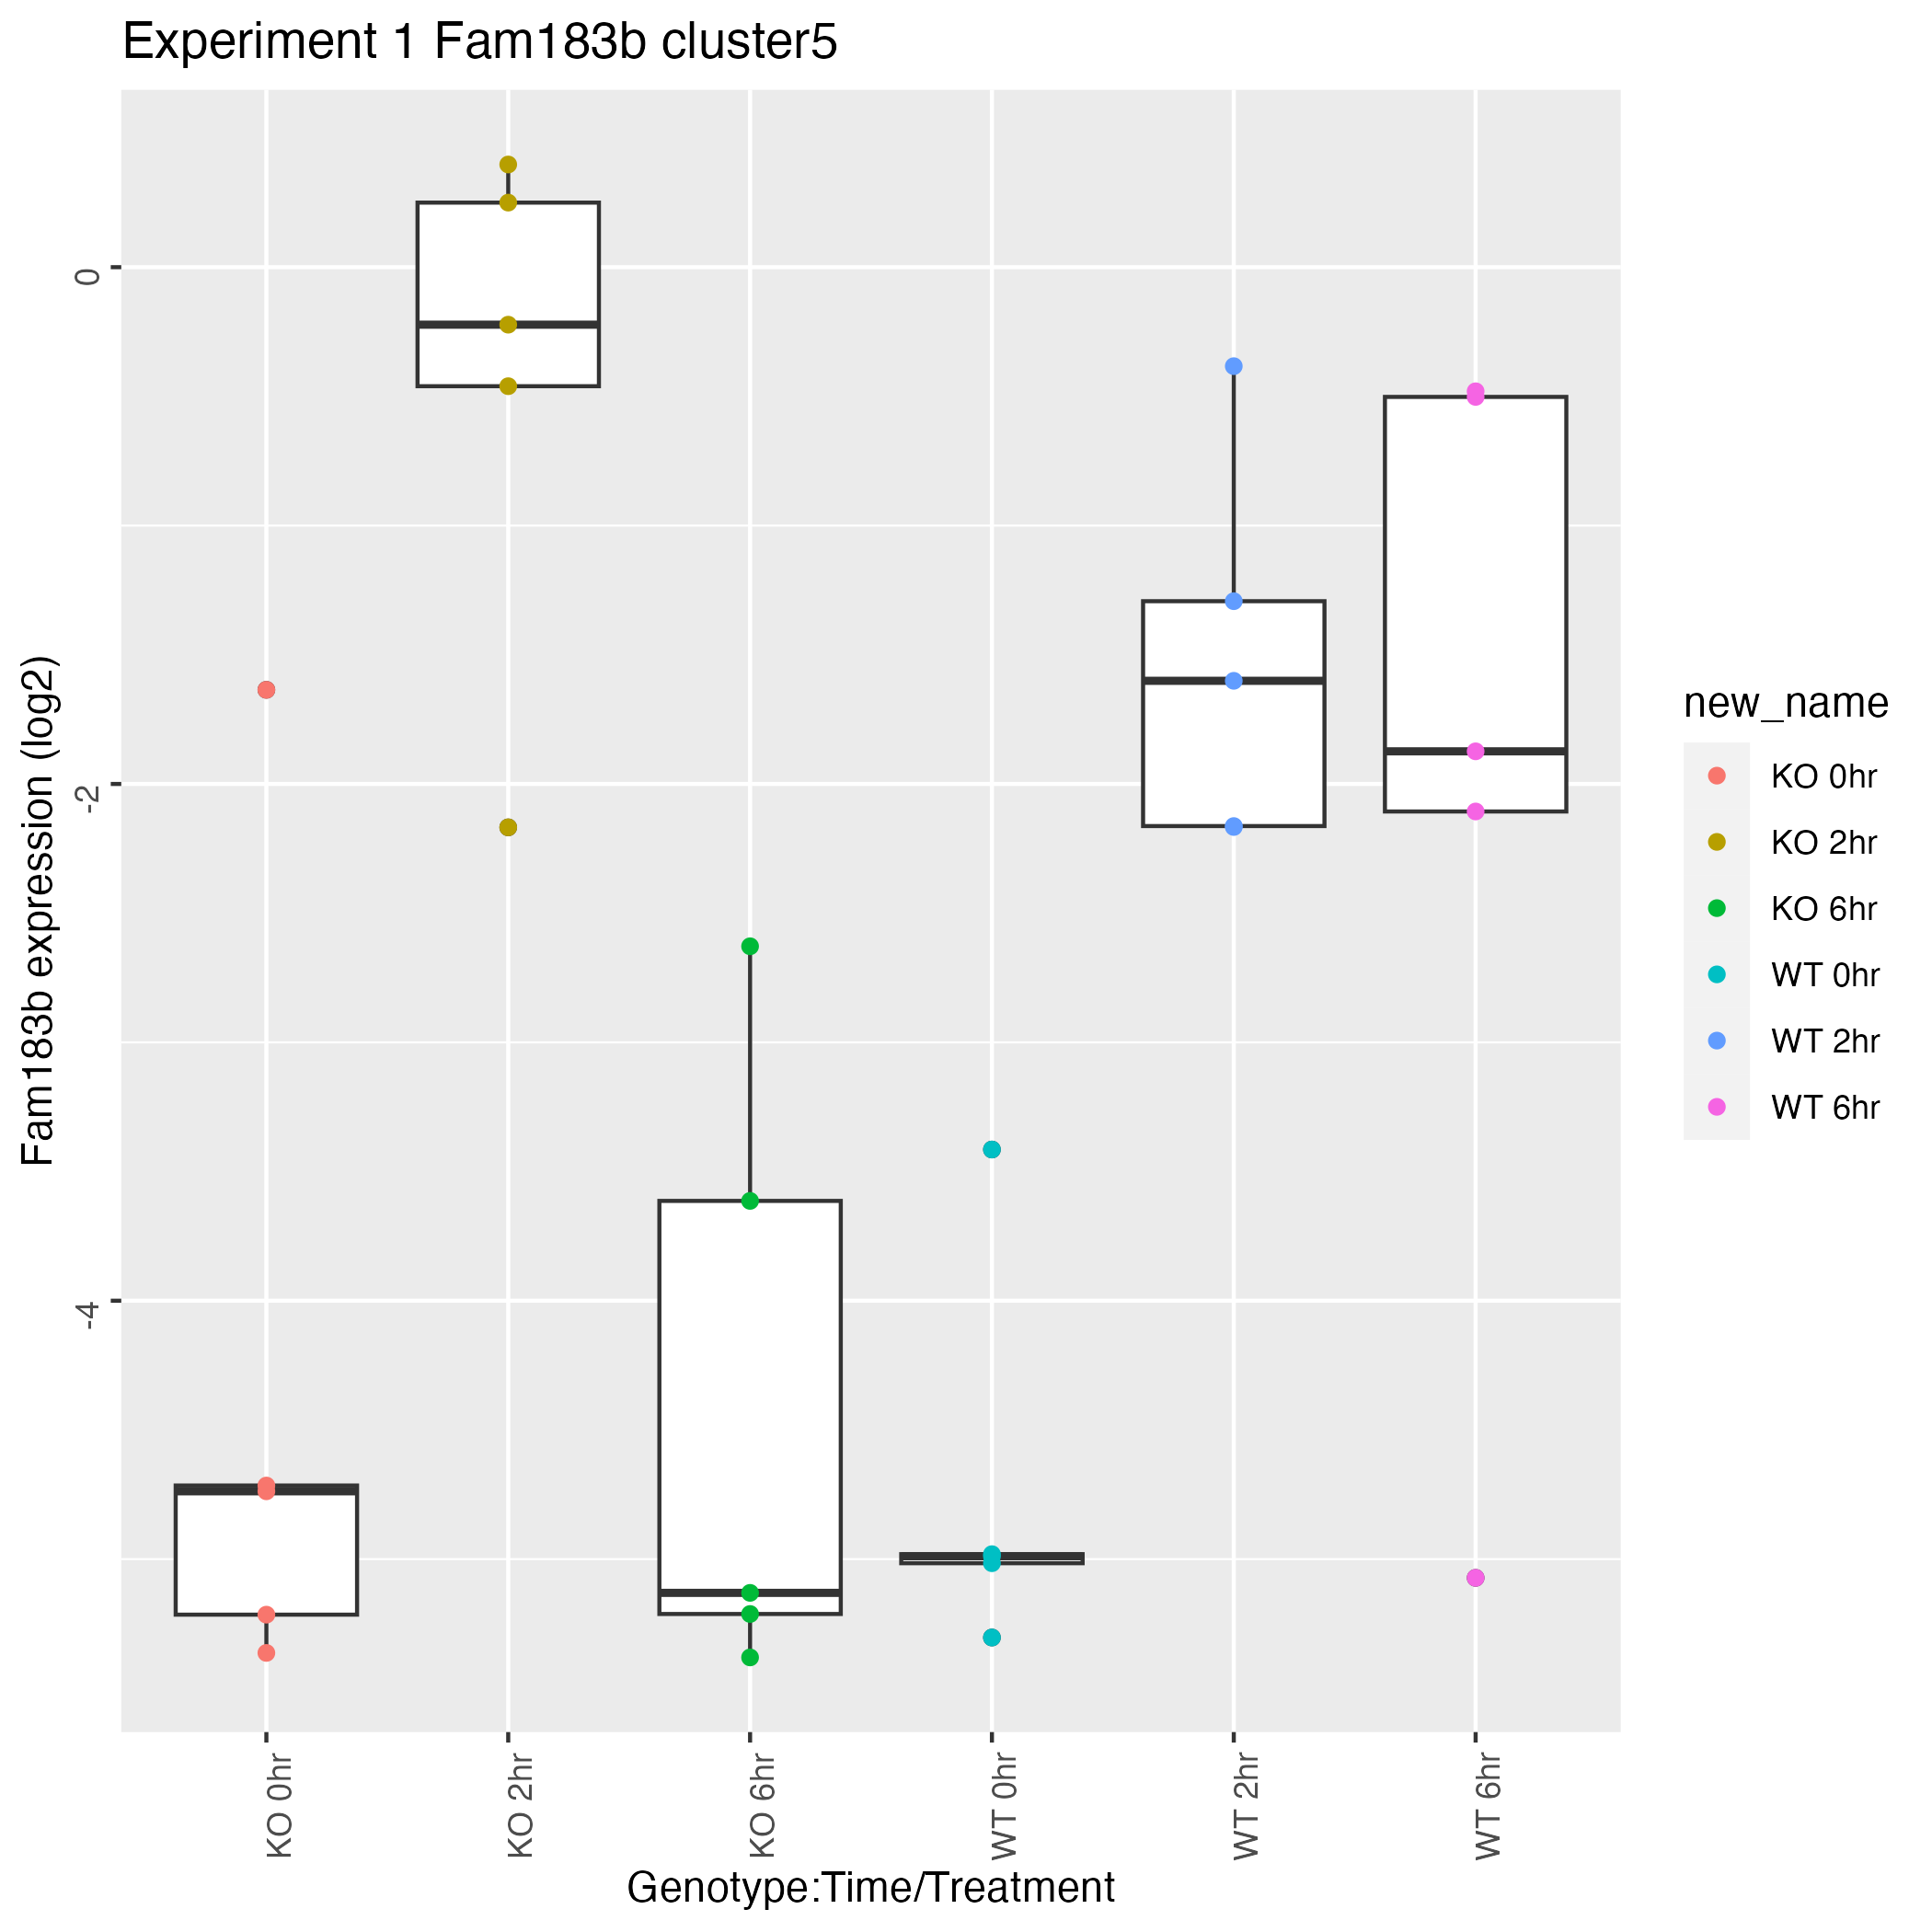 Experiment 1 Fam183b cluster5
Fam183b expression (log2)
0
-2
-4
KO 0hr
KO 2hr
KO 6hr
WT 0hr
WT 2hr
WT 6hr
Genotype:Time/Treatment
new_name
KO 0hr
KO 2hr
KO 6hr
WT 0hr
WT 2hr
WT 6hr